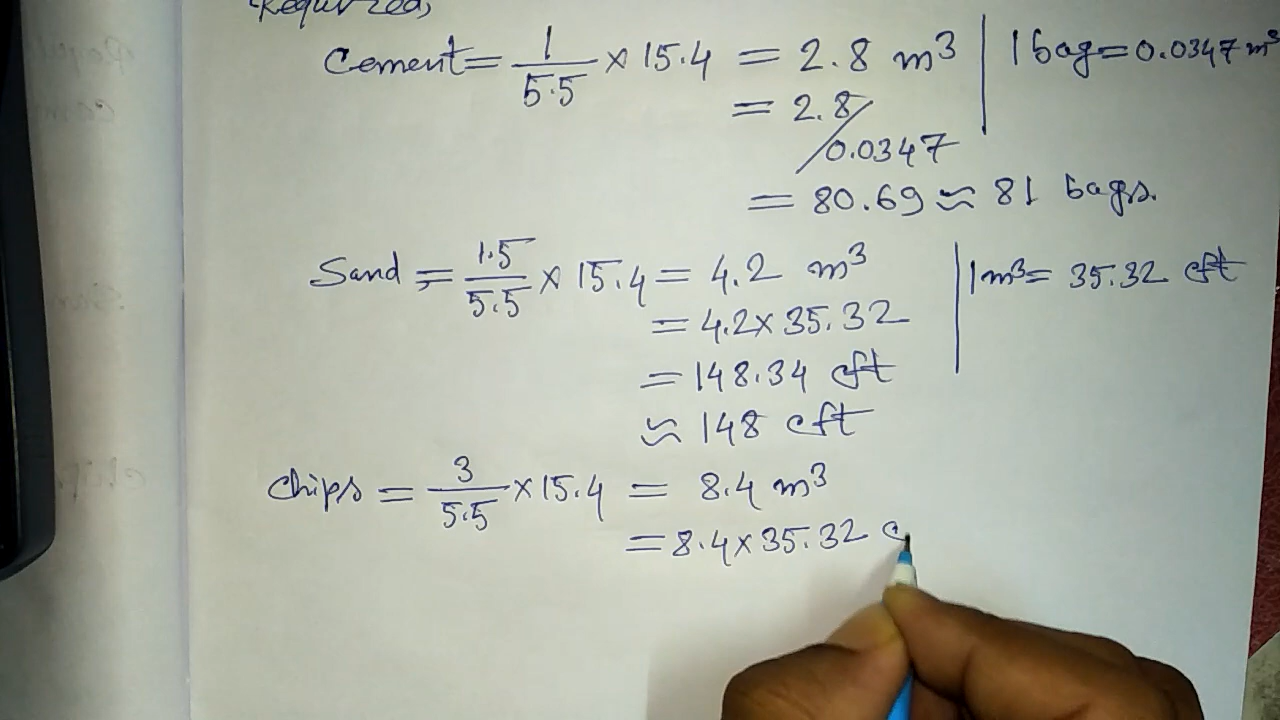 Required,
Cement = 1/5.5 × 15.4 = 2.8 m³ | 1 bag = 0.0347 m³
= 2.8/0.0347
= 80.69 ≈ 81 bags.
Sand = 1.5/5.5 × 15.4 = 4.2 m³ | 1 m³ = 35.32 cft
= 4.2 × 35.32
= 148.34 cft
≈ 148 cft
Chips = 3/5.5 × 15.4 = 8.4 m³
= 8.4 × 35.32 c